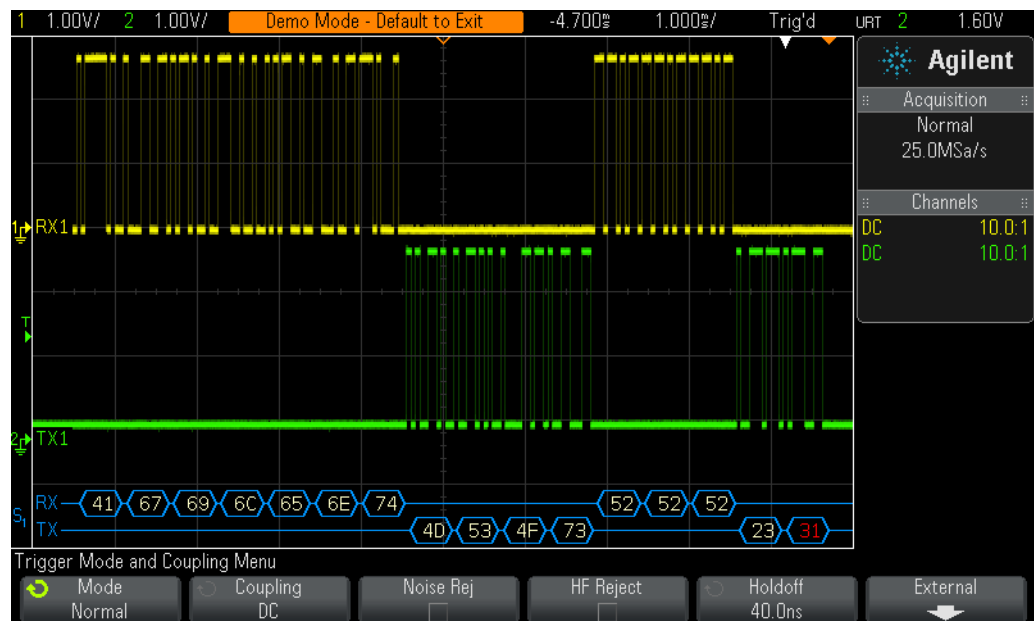 1 1.00V/ 2 1.00V/ Demo Mode - Default to Exit -4.700ms 1.000ms/ Trig'd URT 2 1.60V
Agilent
Acquisition
Normal
25.0MSa/s
Channels
DC 10.0:1
DC 10.0:1
1 RX1
T
2 TX1
S1
RX 41 67 69 6C 65 6E 74 52 52 52
TX 4D 53 4F 73 23 31
Trigger Mode and Coupling Menu
Mode Coupling Noise Rej HF Reject Holdoff External
Normal DC 40.0ns